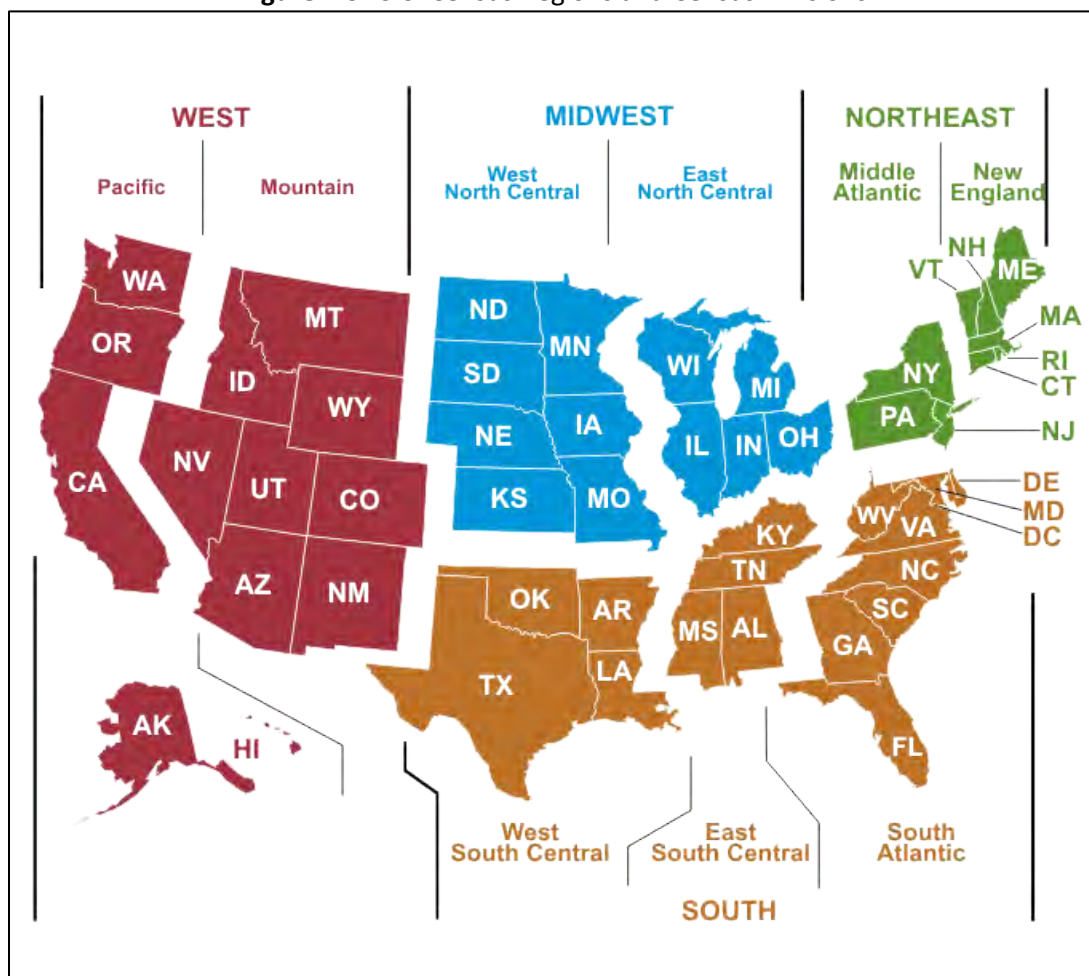 WEST
MIDWEST
NORTHEAST
Pacific
Mountain
West
North Central
East
North Central
Middle
Atlantic
New
England
WA
OR
CA
MT
ID
WY
NV
UT
CO
AZ
NM
AK
HI
ND
SD
NE
KS
MN
IA
MO
WI
MI
IL
IN
OH
NH
VT
ME
MA
RI
CT
NY
PA
NJ
DE
MD
DC
WV
VA
KY
TN
NC
SC
OK
AR
MS
AL
GA
TX
LA
FL
West
South Central
East
South Central
South
Atlantic
SOUTH